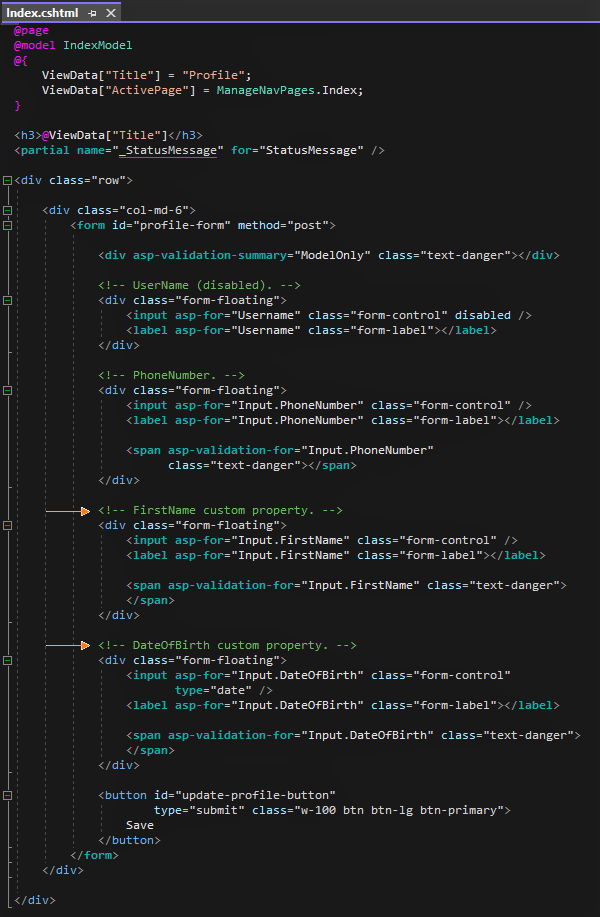 Index.cshtml
@page
@model IndexModel
@{
    ViewData["Title"] = "Profile";
    ViewData["ActivePage"] = ManageNavPages.Index;
}
<h3>@ViewData["Title"]</h3>
<partial name="_StatusMessage" for="StatusMessage" />
<div class="row">
    <div class="col-md-6">
        <form id="profile-form" method="post">
            <div asp-validation-summary="ModelOnly" class="text-danger"></div>
            <!-- UserName (disabled). -->
            <div class="form-floating">
                <input asp-for="Username" class="form-control" disabled />
                <label asp-for="Username" class="form-label"></label>
            </div>
            <!-- PhoneNumber. -->
            <div class="form-floating">
                <input asp-for="Input.PhoneNumber" class="form-control" />
                <label asp-for="Input.PhoneNumber" class="form-label"></label>
                <span asp-validation-for="Input.PhoneNumber"
                      class="text-danger"></span>
            </div>
            <!-- FirstName custom property. -->
            <div class="form-floating">
                <input asp-for="Input.FirstName" class="form-control" />
                <label asp-for="Input.FirstName" class="form-label"></label>
                <span asp-validation-for="Input.FirstName" class="text-danger">
                </span>
            </div>
            <!-- DateOfBirth custom property. -->
            <div class="form-floating">
                <input asp-for="Input.DateOfBirth" class="form-control"
                       type="date" />
                <label asp-for="Input.DateOfBirth" class="form-label"></label>
                <span asp-validation-for="Input.DateOfBirth" class="text-danger">
                </span>
            </div>
            <button id="update-profile-button"
                    type="submit" class="w-100 btn btn-lg btn-primary">
                Save
            </button>
        </form>
    </div>
</div>